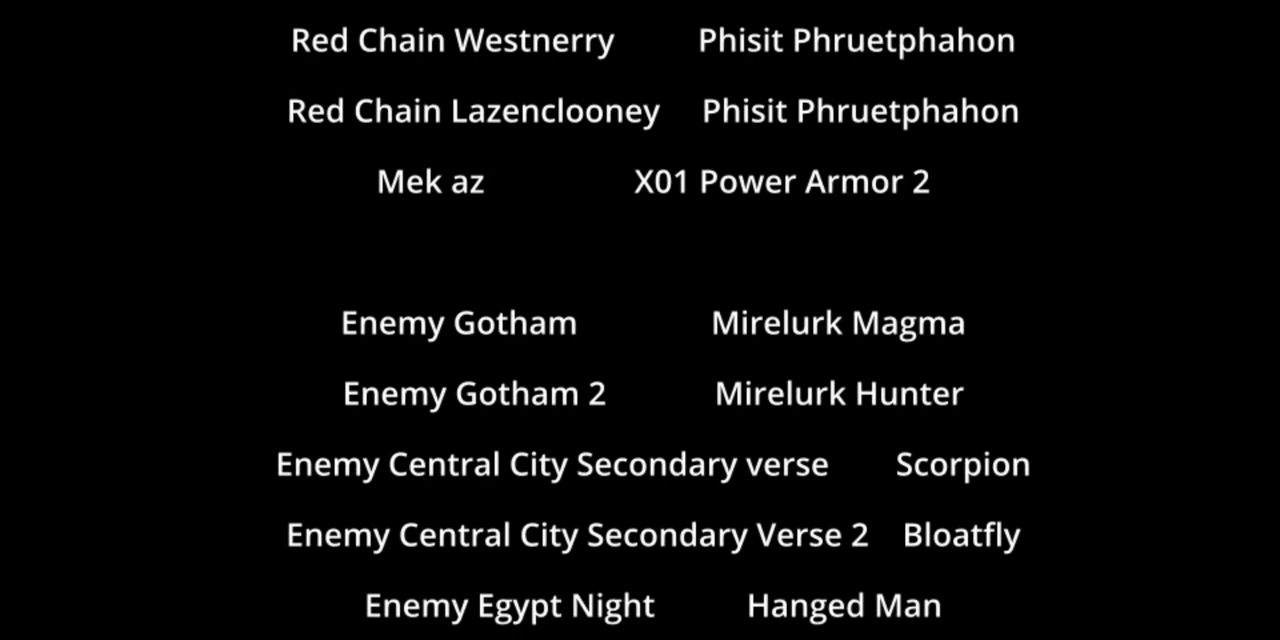 Red Chain Westnerry Phisit Phruetphahon
Red Chain Lazenclooney Phisit Phruetphahon
Mek az X01 Power Armor 2
Enemy Gotham Mirelurk Magma
Enemy Gotham 2 Mirelurk Hunter
Enemy Central City Secondary verse Scorpion
Enemy Central City Secondary Verse 2 Bloatfly
Enemy Egypt Night Hanged Man